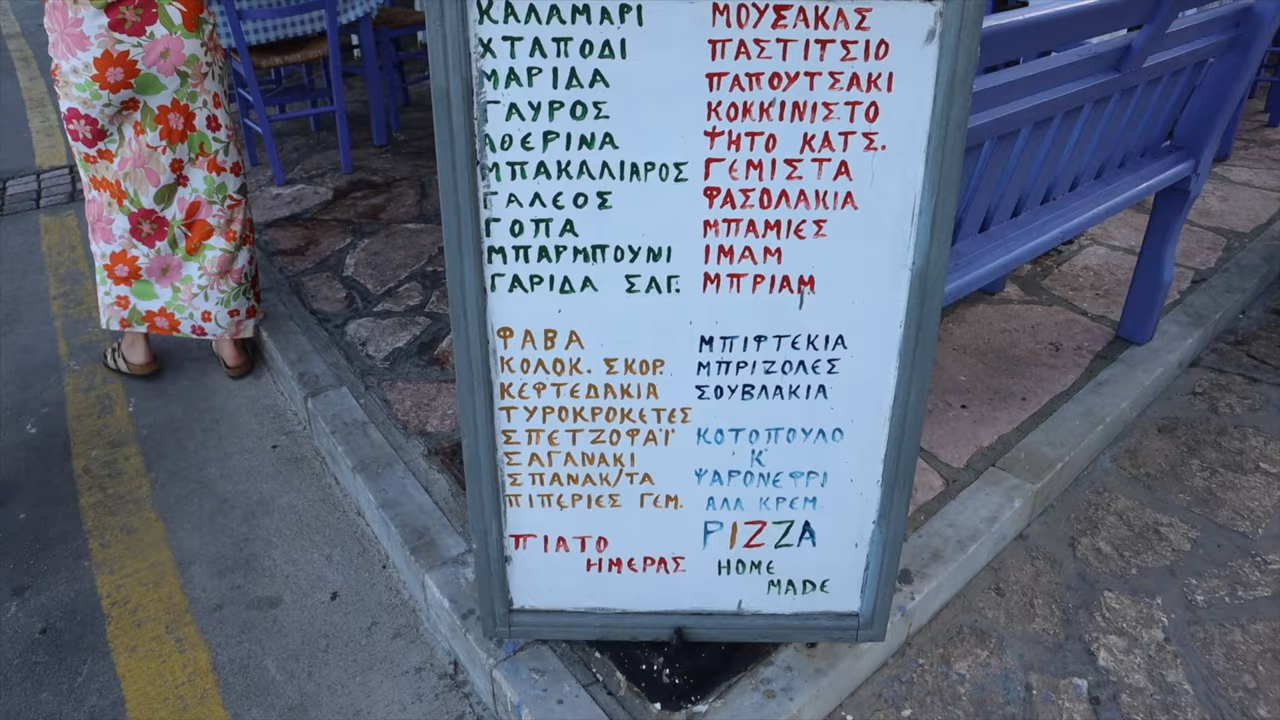 ΚΑΛΑΜΑΡΙ
ΧΤΑΠΟΔΙ
ΜΑΡΙΔΑ
ΓΑΥΡΟΣ
ΑΘΕΡΙΝΑ
ΜΠΑΚΑΛΙΑΡΟΣ
ΓΑΛΕΟΣ
ΓΟΠΑ
ΜΠΑΡΜΠΟΥΝΙ
ΓΑΡΙΔΑ ΣΑΓ.
ΜΟΥΣΑΚΑΣ
ΠΑΣΤΙΤΣΙΟ
ΠΑΠΟΥΤΣΑΚΙ
ΚΟΚΚΙΝΙΣΤΟ
ΨΗΤΟ ΚΑΤΣ.
ΓΕΜΙΣΤΑ
ΦΑΣΟΛΑΚΙΑ
ΜΠΑΜΙΕΣ
ΙΜΑΜ
ΜΠΡΙΑΜ
ΦΑΒΑ
ΚΟΛΟΚ. ΣΚΟΡ.
ΚΕΦΤΕΔΑΚΙΑ
ΤΥΡΟΚΡΟΚΕΤΕΣ
ΣΠΕΤΖΟΦΑΪ
ΣΑΓΑΝΑΚΙ
ΣΠΑΝΑΚ/ΤΑ
ΠΙΠΕΡΙΕΣ ΓΕΜ.
ΠΙΑΤΟ
ΗΜΕΡΑΣ
ΜΠΙΦΤΕΚΙΑ
ΜΠΡΙΖΟΛΕΣ
ΣΟΥΒΛΑΚΙΑ
ΚΟΤΟΠΟΥΛΟ
Κ'
ΨΑΡΟΝΕΦΡΙ
ΑΛΑ ΚΡΕΜ
PIZZA
HOME
MADE